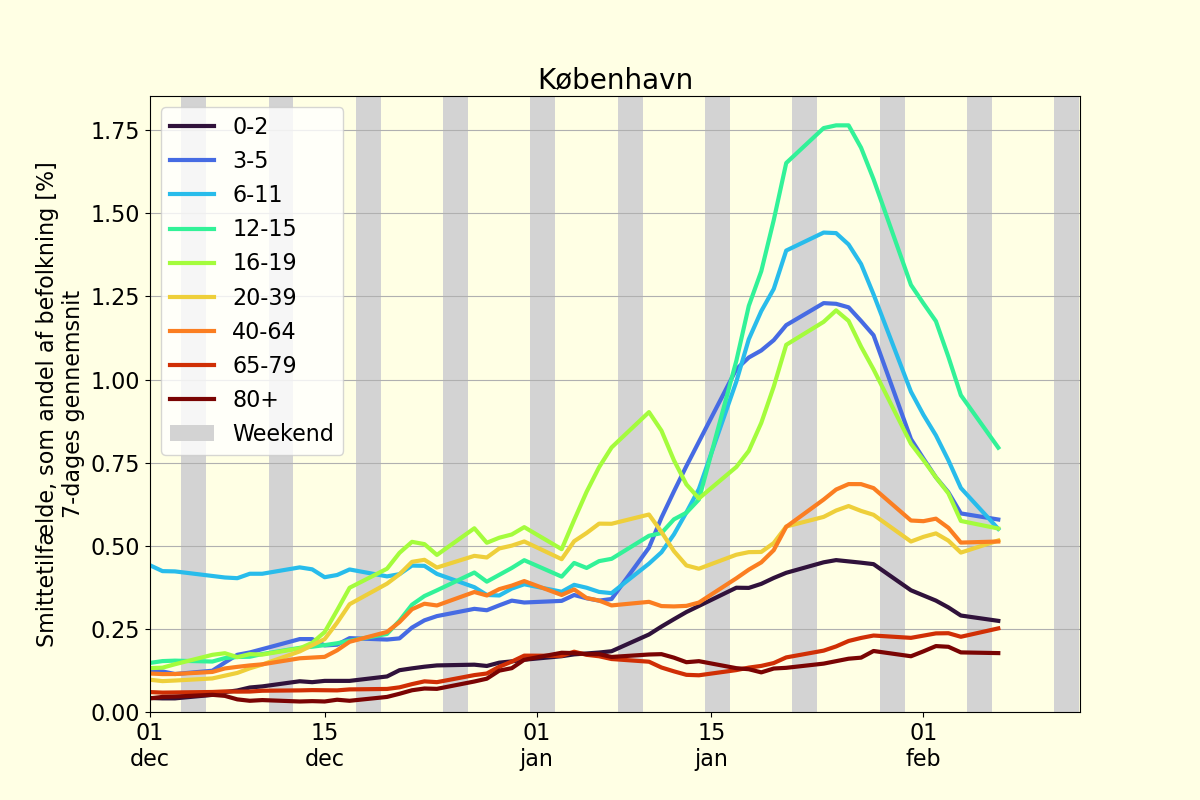 København
Smittetilfælde, som andel af befolkning [%]
7-dages gennemsnit
1.75
1.50
1.25
1.00
0.75
0.50
0.25
0.00
0-2
3-5
6-11
12-15
16-19
20-39
40-64
65-79
80+
Weekend
01 15 01 15 01
dec dec jan jan feb